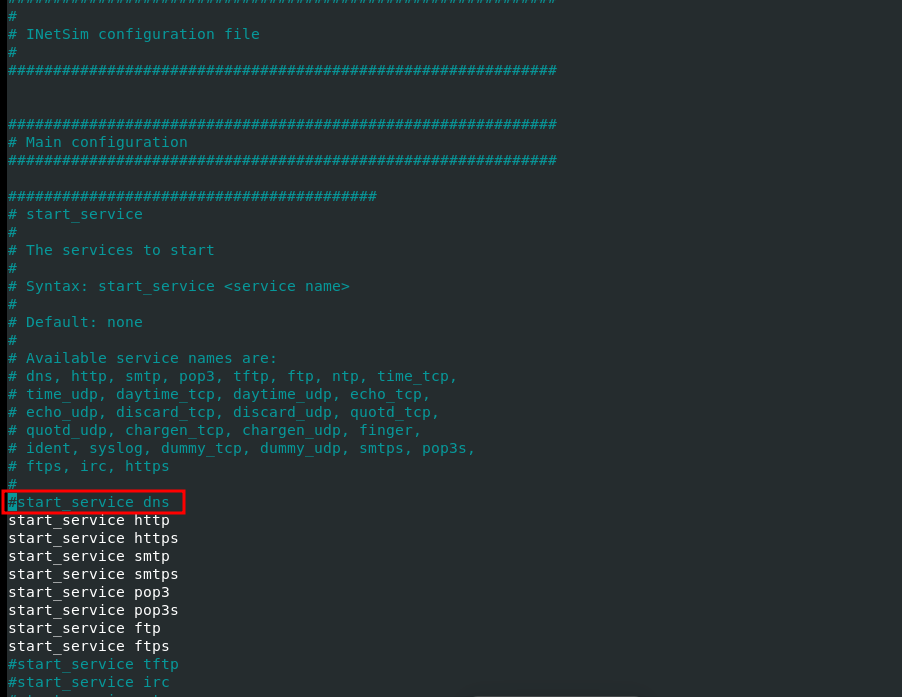 #
# INetSim configuration file
#
#############################################################
#############################################################
# Main configuration
#############################################################
#########################################
# start_service
#
# The services to start
#
# Syntax: start_service <service name>
#
# Default: none
#
# Available service names are:
# dns, http, smtp, pop3, tftp, ftp, ntp, time_tcp,
# time_udp, daytime_tcp, daytime_udp, echo_tcp,
# echo_udp, discard_tcp, discard_udp, quotd_tcp,
# quotd_udp, chargen_tcp, chargen_udp, finger,
# ident, syslog, dummy_tcp, dummy_udp, smtps, pop3s,
# ftps, irc, https
#
#start_service dns
start_service http
start_service https
start_service smtp
start_service smtps
start_service pop3
start_service pop3s
start_service ftp
start_service ftps
#start_service tftp
#start_service irc